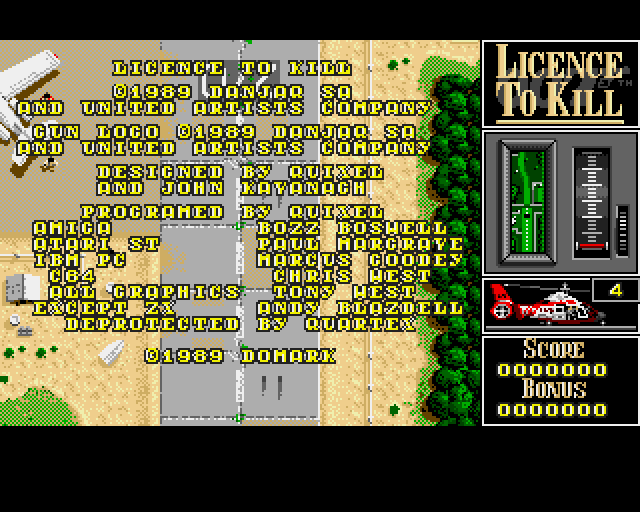 LICENCE TO KILL
©1989 DANJAQ SA
AND UNITED ARTISTS COMPANY
GUN LOGO ©1989 DANJAQ SA
AND UNITED ARTISTS COMPANY
DESIGNED BY QUIXEL
AND JOHN KAVANAGH
PROGRAMED BY QUIXEL
AMIGA BOZZ BOSWELL
ATARI ST PAUL MARGRAVE
IBM PC MARCUS GOODEY
C64 CHRIS WEST
ALL GRAPHICS TONY WEST
EXCEPT ZX ANDY BLAZDELL
DEPROTECTED BY QUARTEX
©1989 DOMARK
LICENCE
TO KILL
4
SCORE
0000000
BONUS
0000000